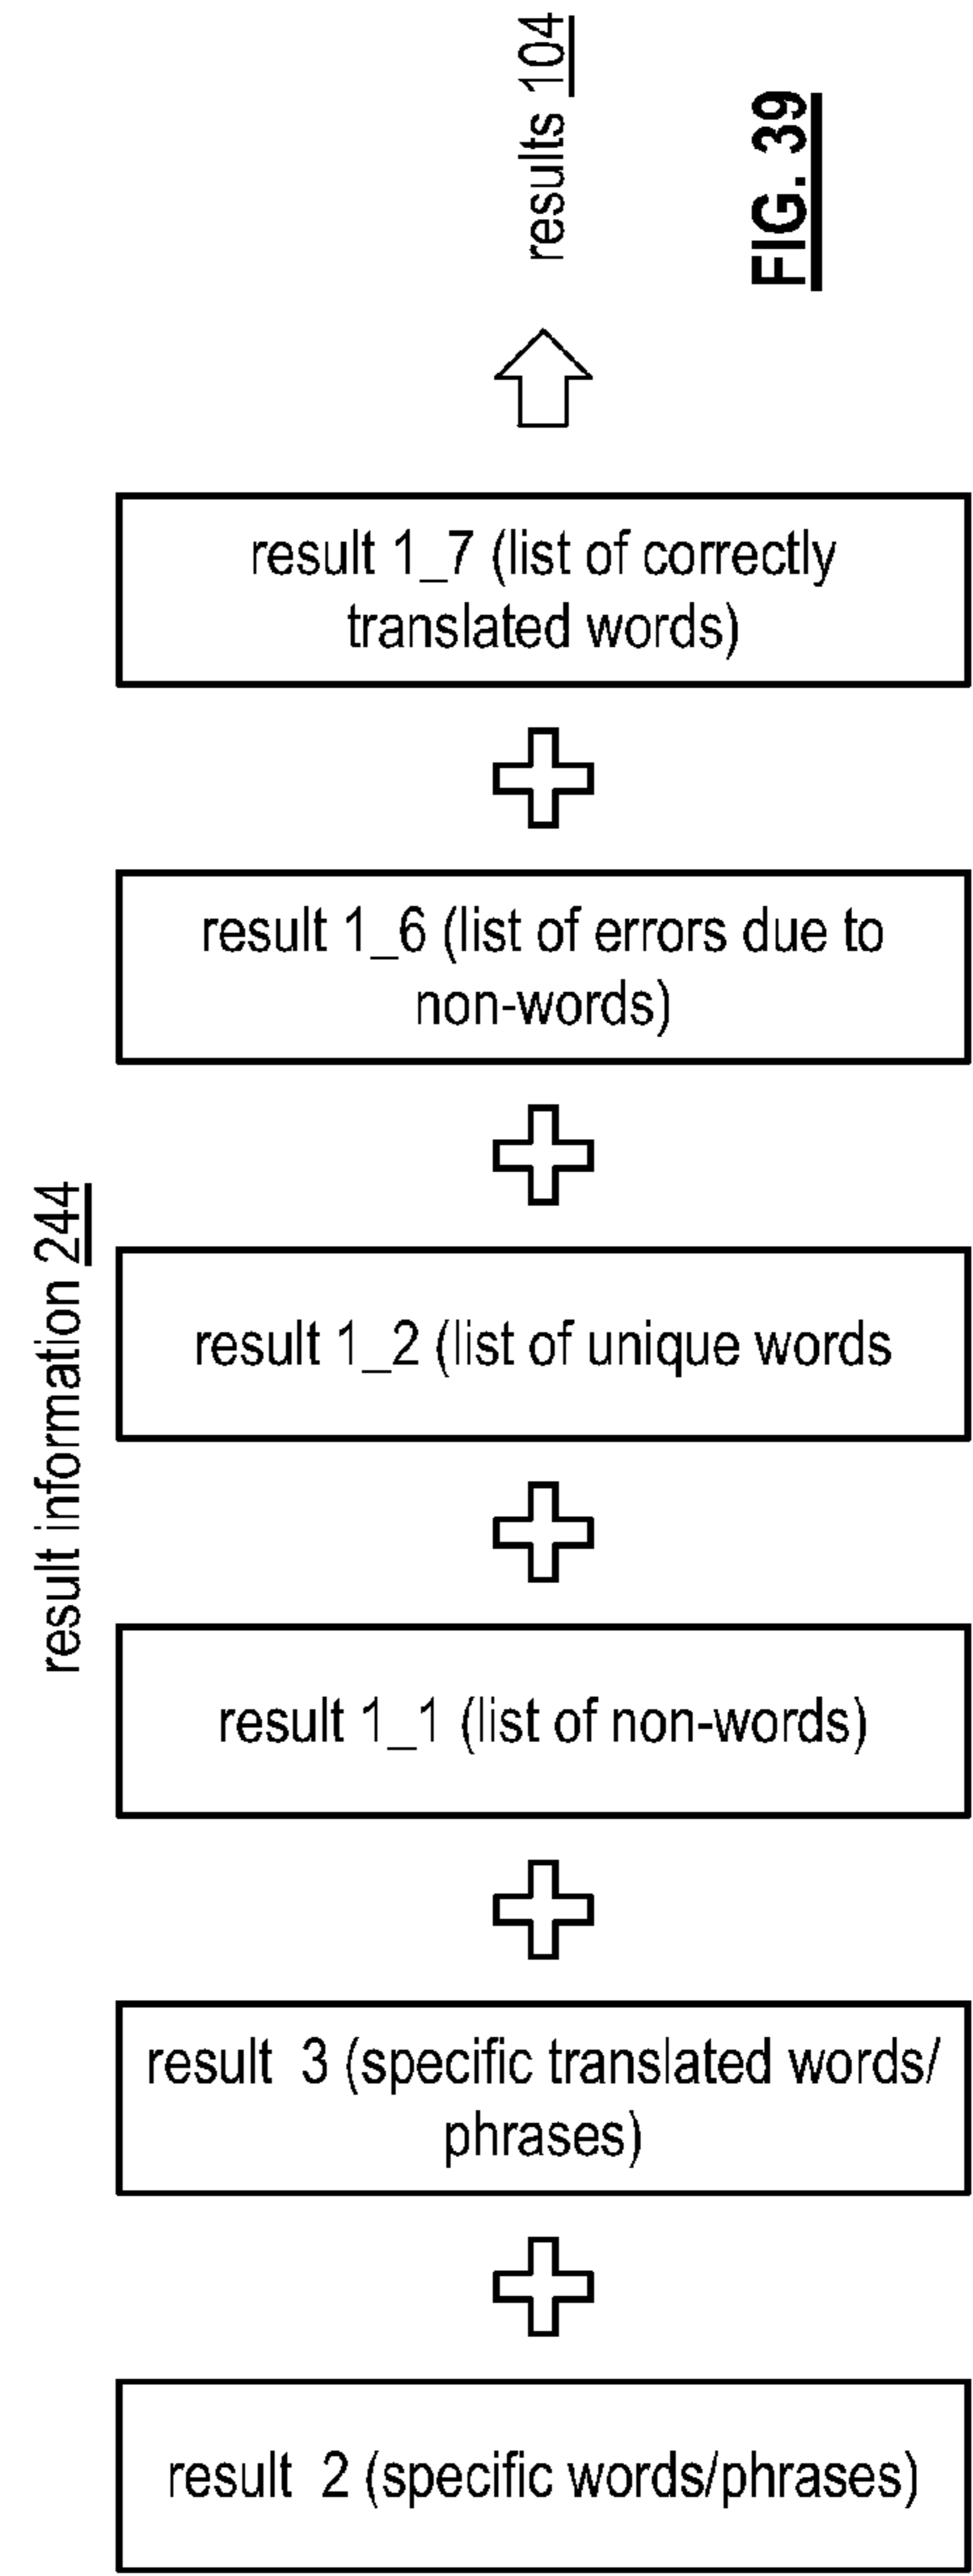 results 104
FIG. 39
result 1_7 (list of correctly
translated words)
result 1_6 (list of errors due to
non-words)
result information 244
result 1_2 (list of unique words
result 1_1 (list of non-words)
result 3 (specific translated words/
phrases)
result 2 (specific words/phrases)